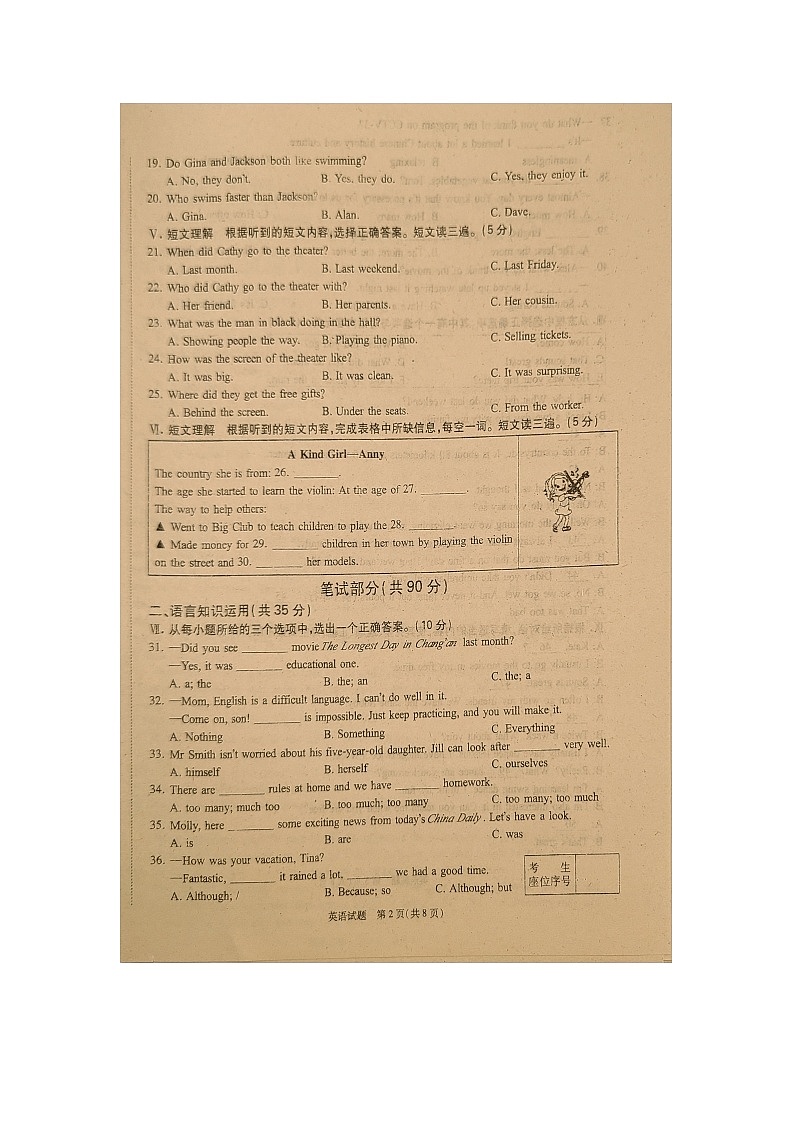 19. Do Gina and Jackson both like swimming?
A. No, they don't. B. Yes, they do. C. Yes, they enjoy it.
20. Who swims faster than Jackson?
A. Gina. B. Alan. C. Dave.
Ⅴ. 短文理解 根据听到的短文内容,选择正确答案。短文读三遍。(5分)
21. When did Cathy go to the theater?
A. Last month. B. Last weekend. C. Last Friday.
22. Who did Cathy go to the theater with?
A. Her friend. B. Her parents. C. Her cousin.
23. What was the man in black doing in the hall?
A. Showing people the way. B. Playing the piano. C. Selling tickets.
24. How was the screen of the theater like?
A. It was big. B. It was clean. C. It was surprising.
25. Where did they get the free gifts?
A. Behind the screen. B. Under the seats. C. From the worker.
Ⅵ. 短文理解 根据听到的短文内容,完成表格中所缺信息,每空一词。短文读三遍。(5分)
A Kind Girl—Anny
The country she is from: 26. ________.
The age she started to learn the violin: At the age of 27. ________.
The way to help others:
▲ Went to Big Club to teach children to play the 28. ________.
▲ Made money for 29. ________ children in her town by playing the violin
on the street and 30. ________ her models.
笔试部分(共90分)
二、语言知识运用(共35分)
Ⅶ. 从每小题所给的三个选项中,选出一个正确答案。(10分)
31. —Did you see ________ movie The Longest Day in Chang'an last month?
—Yes, it was ________ educational one.
A. a; the B. the; an C. the; a
32. —Mom, English is a difficult language. I can't do well in it.
—Come on, son! ________ is impossible. Just keep practicing, and you will make it.
A. Nothing B. Something C. Everything
33. Mr Smith isn't worried about his five-year-old daughter. Jill can look after ________ very well.
A. himself B. herself C. ourselves
34. There are ________ rules at home and we have ________ homework.
A. too many; much too B. too much; too many C. too many; too much
35. Molly, here ________ some exciting news from today's China Daily. Let's have a look.
A. is B. are C. was
36. —How was your vacation, Tina?
—Fantastic, ________ it rained a lot, ________ we had a good time.
A. Although; / B. Because; so C. Although; but
考 生
座位序号
英语试题 第2页(共8页)